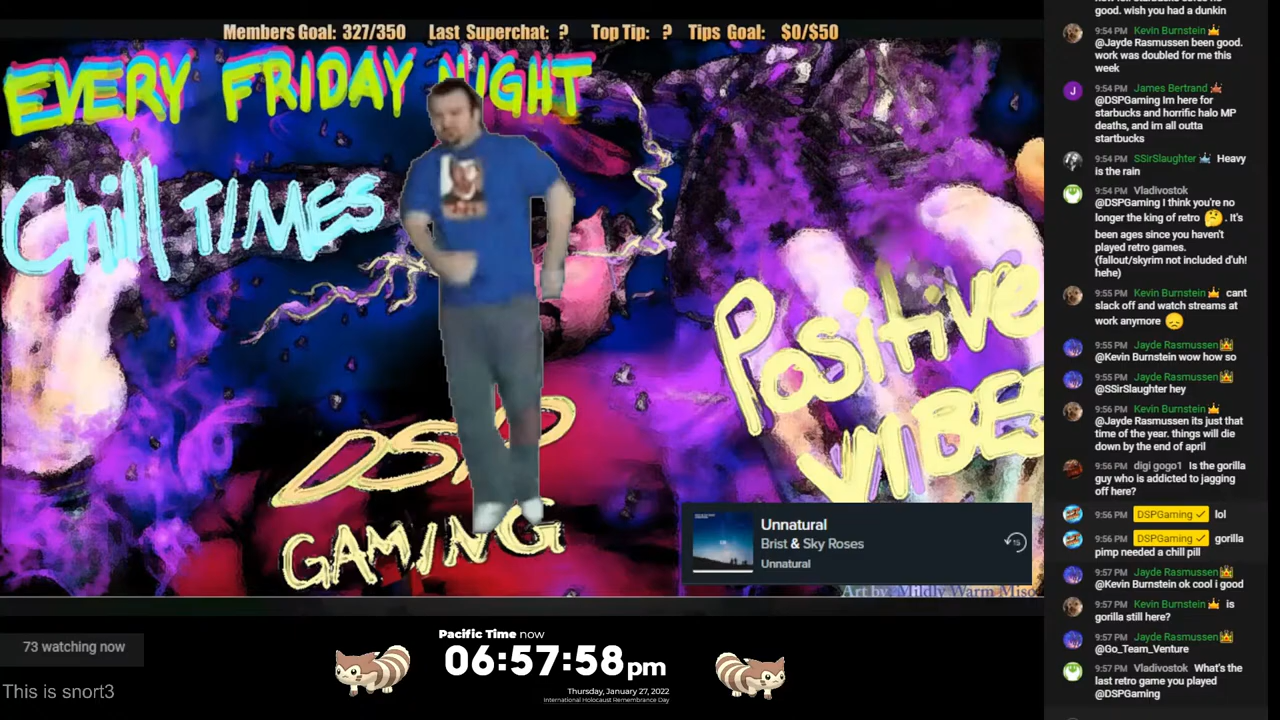 Members Goal: 327/350 Last Superchat: ? Top Tip: ? Tips Goal: $0/$50
EVERY FRIDAY NIGHT
Chill TIMES
Positive
VIBES
GAMING
Unnatural
Brist & Sky Roses
Unnatural
15
Art by: Mildly Warm Miso
73 watching now
This is snort3
Pacific Time now
06:57:58pm
Thursday, January 27, 2022
International Holocaust Remembrance Day
good. wish you had a dunkin
9:54 PM Kevin Burnstein
@Jayde Rasmussen been good.
work was doubled for me this
week
J
9:54 PM James Bertrand
@DSPGaming Im here for
starbucks and horrific halo MP
deaths, and im all outta
startbucks
9:54 PM SSirSlaughter Heavy
is the rain
9:54 PM Vladivostok
@DSPGaming I think you're no
longer the king of retro 🤔. It's
been ages since you haven't
played retro games.
(fallout/skyrim not included d'uh!
hehe)
9:55 PM Kevin Burnstein cant
slack off and watch streams at
work anymore 😞
9:55 PM Jayde Rasmussen
@Kevin Burnstein wow how so
9:55 PM Jayde Rasmussen
@SSirSlaughter hey
9:56 PM Kevin Burnstein
@Jayde Rasmussen its just that
time of the year. things will die
down by the end of april
9:56 PM digi gogo1 Is the gorilla
guy who is addicted to jagging
off here?
9:56 PM DSPGaming ✓ lol
9:56 PM DSPGaming ✓ gorilla
pimp needed a chill pill
9:57 PM Jayde Rasmussen
@Kevin Burnstein ok cool i good
9:57 PM Kevin Burnstein is
gorilla still here?
9:57 PM Jayde Rasmussen
@Go_Team_Venture
9:57 PM Vladivostok What's the
last retro game you played
@DSPGaming